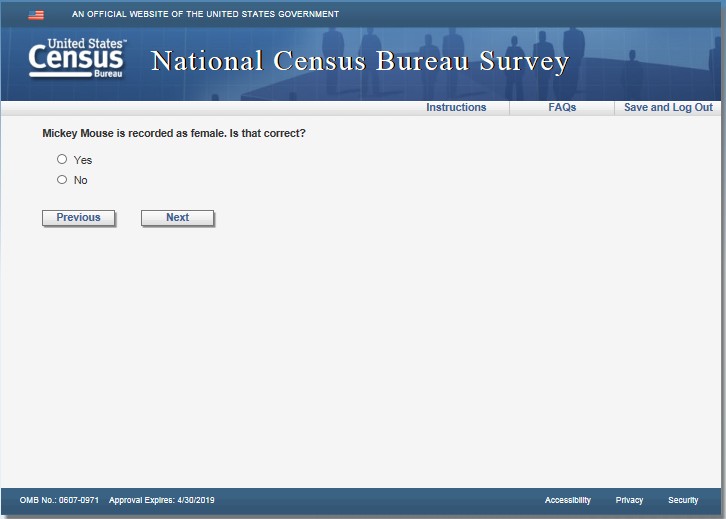 AN OFFICIAL WEBSITE OF THE UNITED STATES GOVERNMENT
United States™
Census
Bureau
National Census Bureau Survey
Instructions FAQs Save and Log Out
Mickey Mouse is recorded as female. Is that correct?
Yes
No
Previous Next
OMB No.: 0607-0971 Approval Expires: 4/30/2019 Accessibility Privacy Security